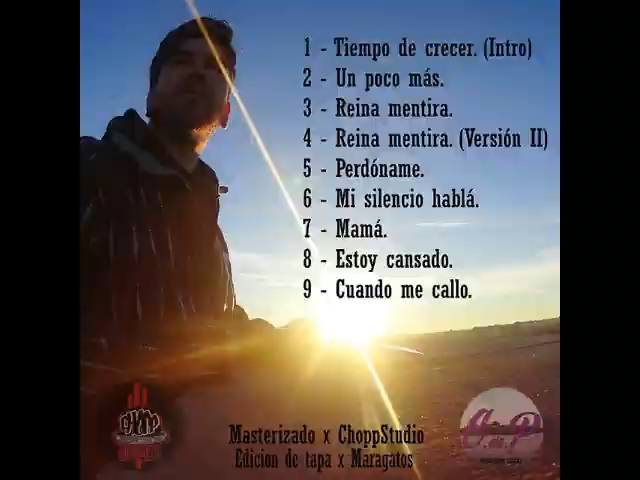 1 - Tiempo de crecer. (Intro)
2 - Un poco más.
3 - Reina mentira.
4 - Reina mentira. (Versión II)
5 - Perdóname.
6 - Mi silencio hablá.
7 - Mamá.
8 - Estoy cansado.
9 - Cuando me callo.
Masterizado x ChoppStudio
Edicion de tapa x Maragatos